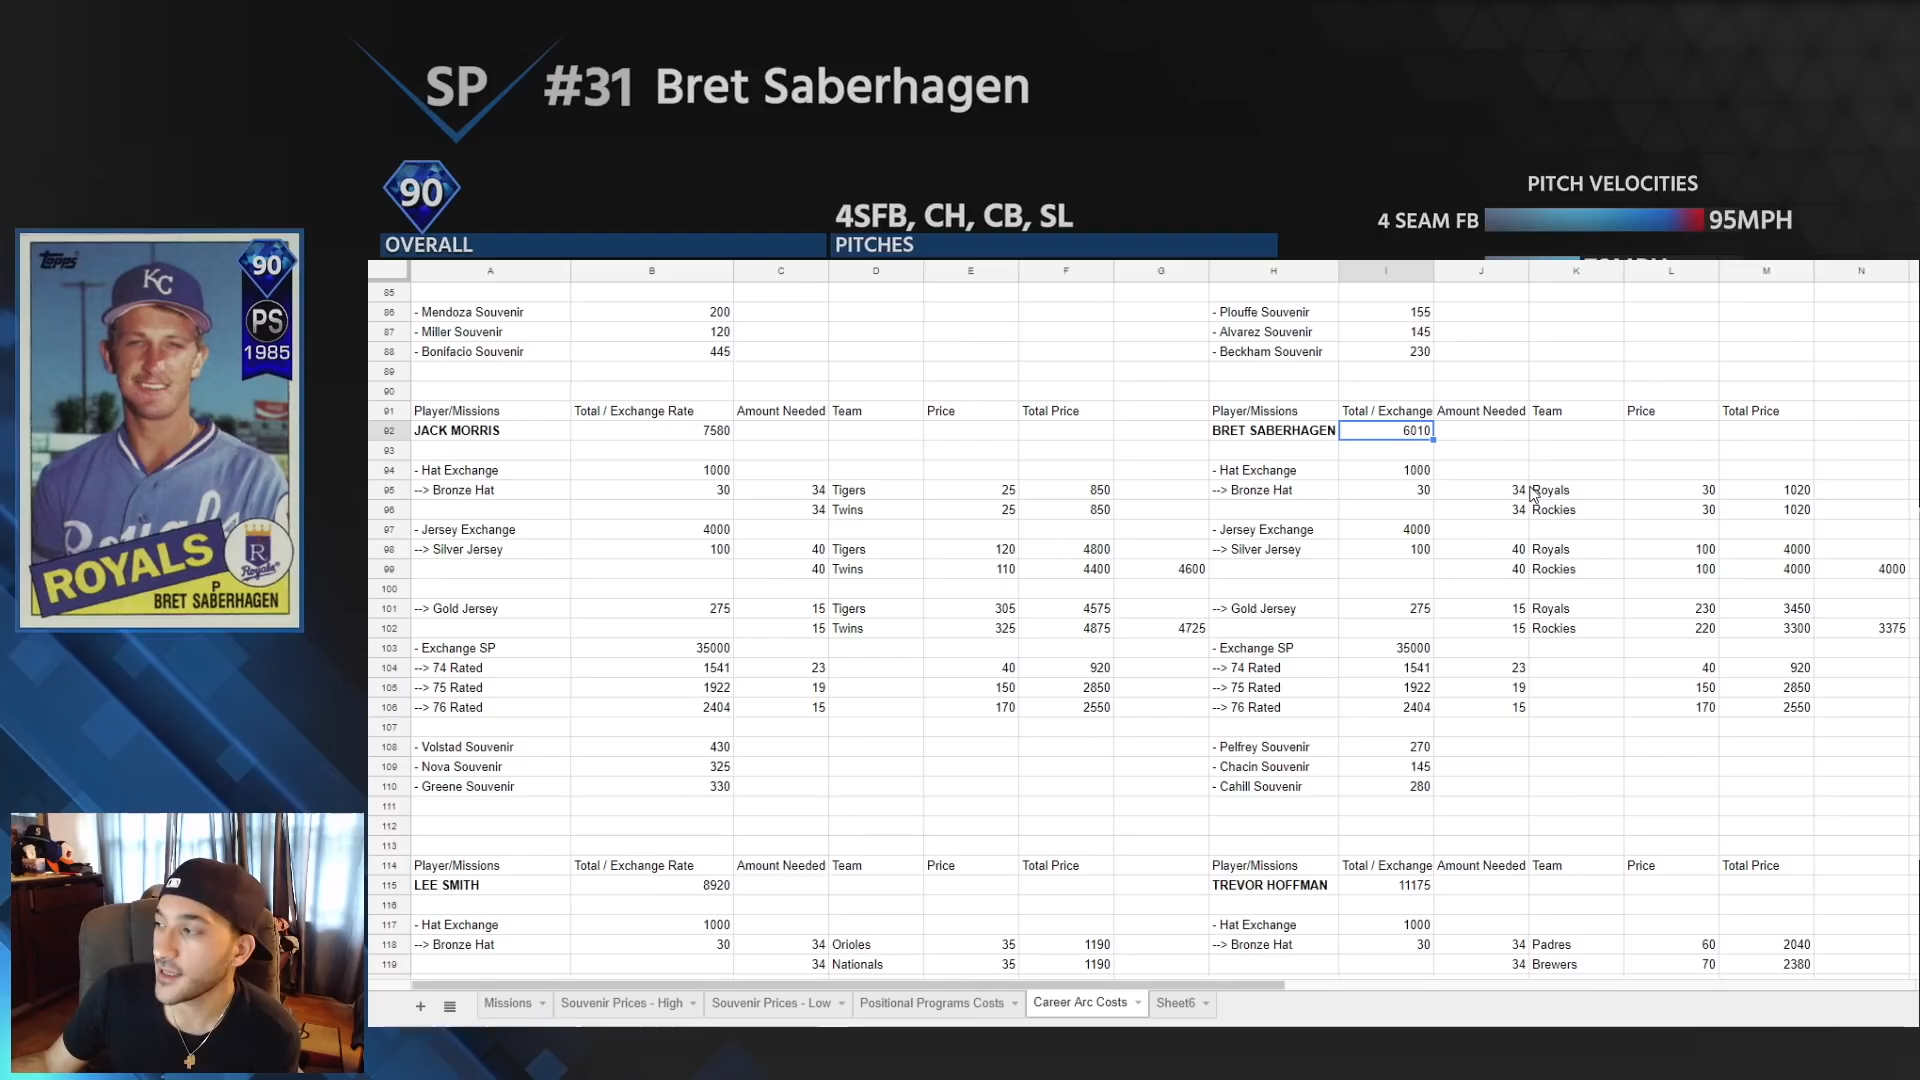 SP #31 Bret Saberhagen
90
4SFB, CH, CB, SL
OVERALL PITCHES
PITCH VELOCITIES
4 SEAM FB 95MPH
Topps
90
KC
PS
1985
Royals
ROYALS
P
BRET SABERHAGEN
A B C D E F G H I J K L M N
85
86 - Mendoza Souvenir 200 - Plouffe Souvenir 155
87 - Miller Souvenir 120 - Alvarez Souvenir 145
88 - Bonifacio Souvenir 445 - Beckham Souvenir 230
89
90
91 Player/Missions Total / Exchange Rate Amount Needed Team Price Total Price Player/Missions Total / Exchange Amount Needed Team Price Total Price
92 JACK MORRIS 7580 BRET SABERHAGEN 6010
93
94 - Hat Exchange 1000 - Hat Exchange 1000
95 --> Bronze Hat 30 34 Tigers 25 850 --> Bronze Hat 30 34 Royals 30 1020
96 34 Twins 25 850 34 Rockies 30 1020
97 - Jersey Exchange 4000 - Jersey Exchange 4000
98 --> Silver Jersey 100 40 Tigers 120 4800 --> Silver Jersey 100 40 Royals 100 4000
99 40 Twins 110 4400 4600 40 Rockies 100 4000 4000
100
101 --> Gold Jersey 275 15 Tigers 305 4575 --> Gold Jersey 275 15 Royals 230 3450
102 15 Twins 325 4875 4725 15 Rockies 220 3300 3375
103 - Exchange SP 35000 - Exchange SP 35000
104 --> 74 Rated 1541 23 40 920 --> 74 Rated 1541 23 40 920
105 --> 75 Rated 1922 19 150 2850 --> 75 Rated 1922 19 150 2850
106 --> 76 Rated 2404 15 170 2550 --> 76 Rated 2404 15 170 2550
107
108 - Volstad Souvenir 430 - Pelfrey Souvenir 270
109 - Nova Souvenir 325 - Chacin Souvenir 145
110 - Greene Souvenir 330 - Cahill Souvenir 280
111
112
113
114 Player/Missions Total / Exchange Rate Amount Needed Team Price Total Price Player/Missions Total / Exchange Amount Needed Team Price Total Price
115 LEE SMITH 8920 TREVOR HOFFMAN 11175
116
117 - Hat Exchange 1000 - Hat Exchange 1000
118 --> Bronze Hat 30 34 Orioles 35 1190 --> Bronze Hat 30 34 Padres 60 2040
119 34 Nationals 35 1190 34 Brewers 70 2380
+ Missions Souvenir Prices - High Souvenir Prices - Low Positional Programs Costs Career Arc Costs Sheet6